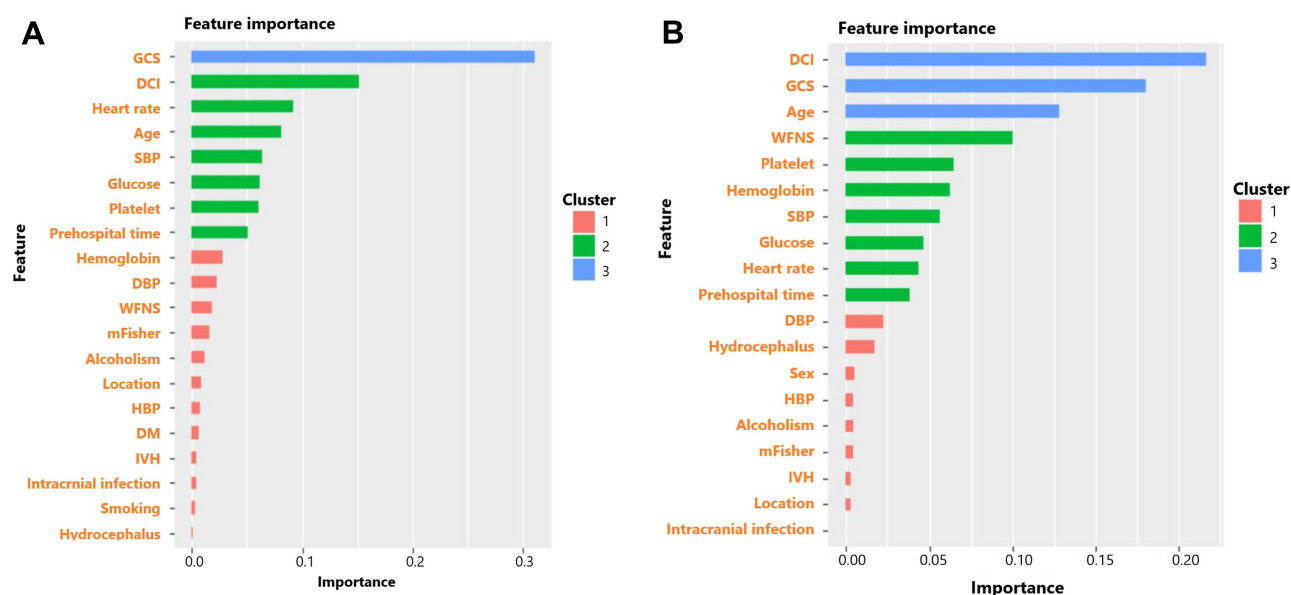 A
Feature importance
GCS
DCI
Heart rate
Age
SBP
Glucose
Platelet
Prehospital time
Hemoglobin
DBP
WFNS
mFisher
Alcoholism
Location
HBP
DM
IVH
Intracrnial infection
Smoking
Hydrocephalus
Feature
0.0 0.1 0.2 0.3
Importance
Cluster
1
2
3
B
Feature importance
DCI
GCS
Age
WFNS
Platelet
Hemoglobin
SBP
Glucose
Heart rate
Prehospital time
DBP
Hydrocephalus
Sex
HBP
Alcoholism
mFisher
IVH
Location
Intracranial infection
Feature
0.00 0.05 0.10 0.15 0.20
Importance
Cluster
1
2
3